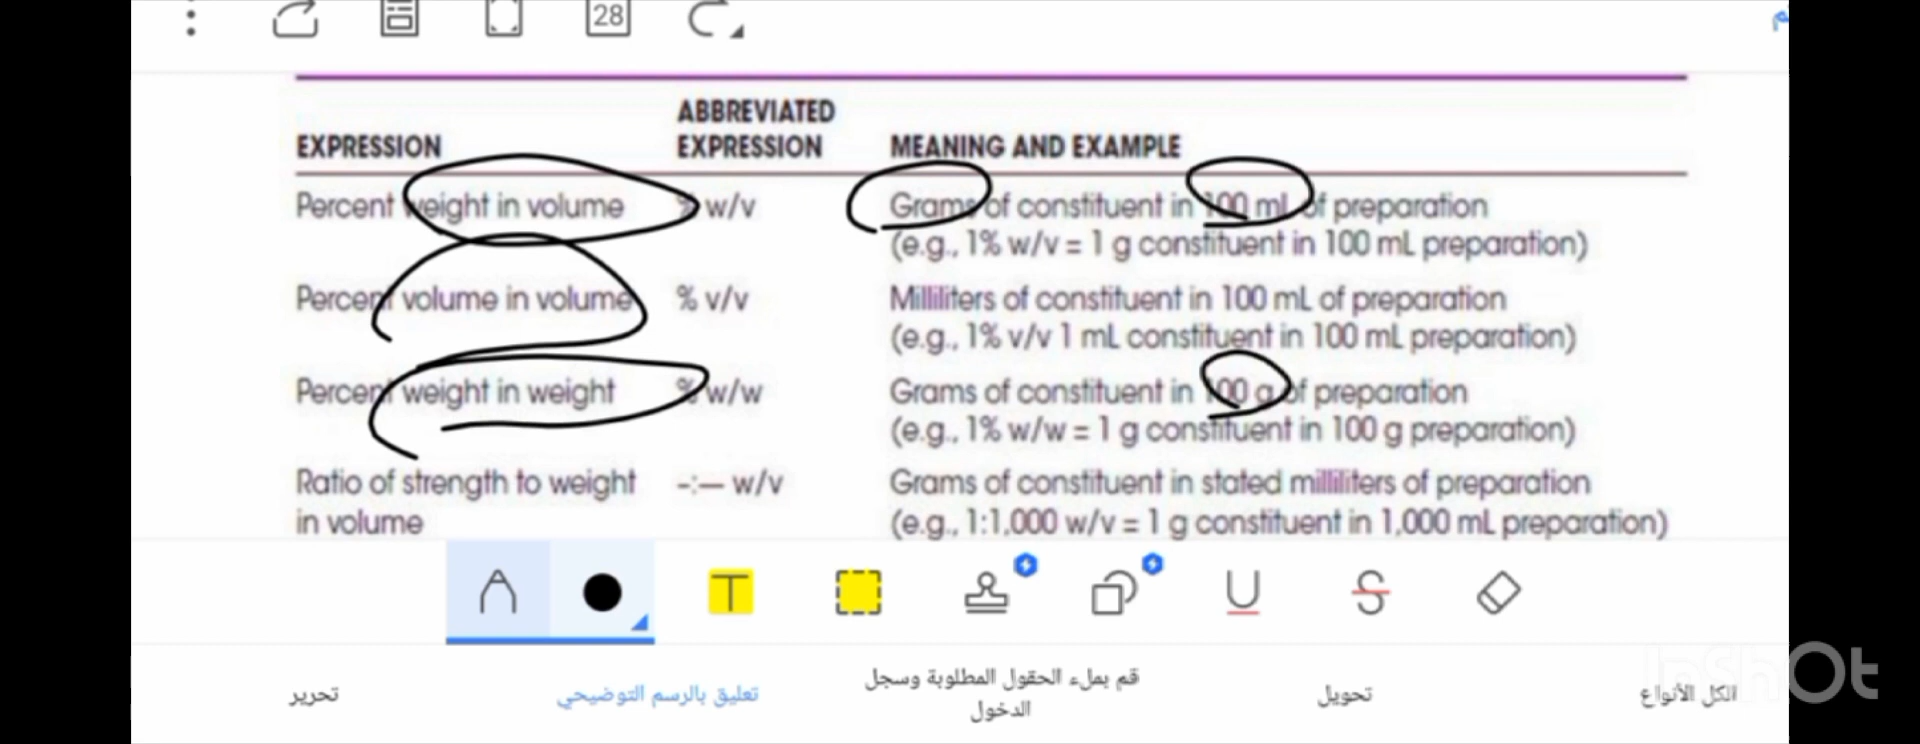 28
ABBREVIATED
EXPRESSION EXPRESSION MEANING AND EXAMPLE
Percent weight in volume % w/v Grams of constituent in 100 mL of preparation
(e.g., 1% w/v = 1 g constituent in 100 mL preparation)
Percent volume in volume % v/v Milliliters of constituent in 100 mL of preparation
(e.g., 1% v/v 1 mL constituent in 100 mL preparation)
Percent weight in weight % w/w Grams of constituent in 100 g of preparation
(e.g., 1% w/w = 1 g constituent in 100 g preparation)
Ratio of strength to weight -:— w/v Grams of constituent in stated milliliters of preparation
in volume (e.g., 1:1,000 w/v = 1 g constituent in 1,000 mL preparation)
الكل الأنواع تحويل قم بملء الحقول المطلوبة وسجل الدخول تعليق بالرسم التوضيحي تحرير
InShOt